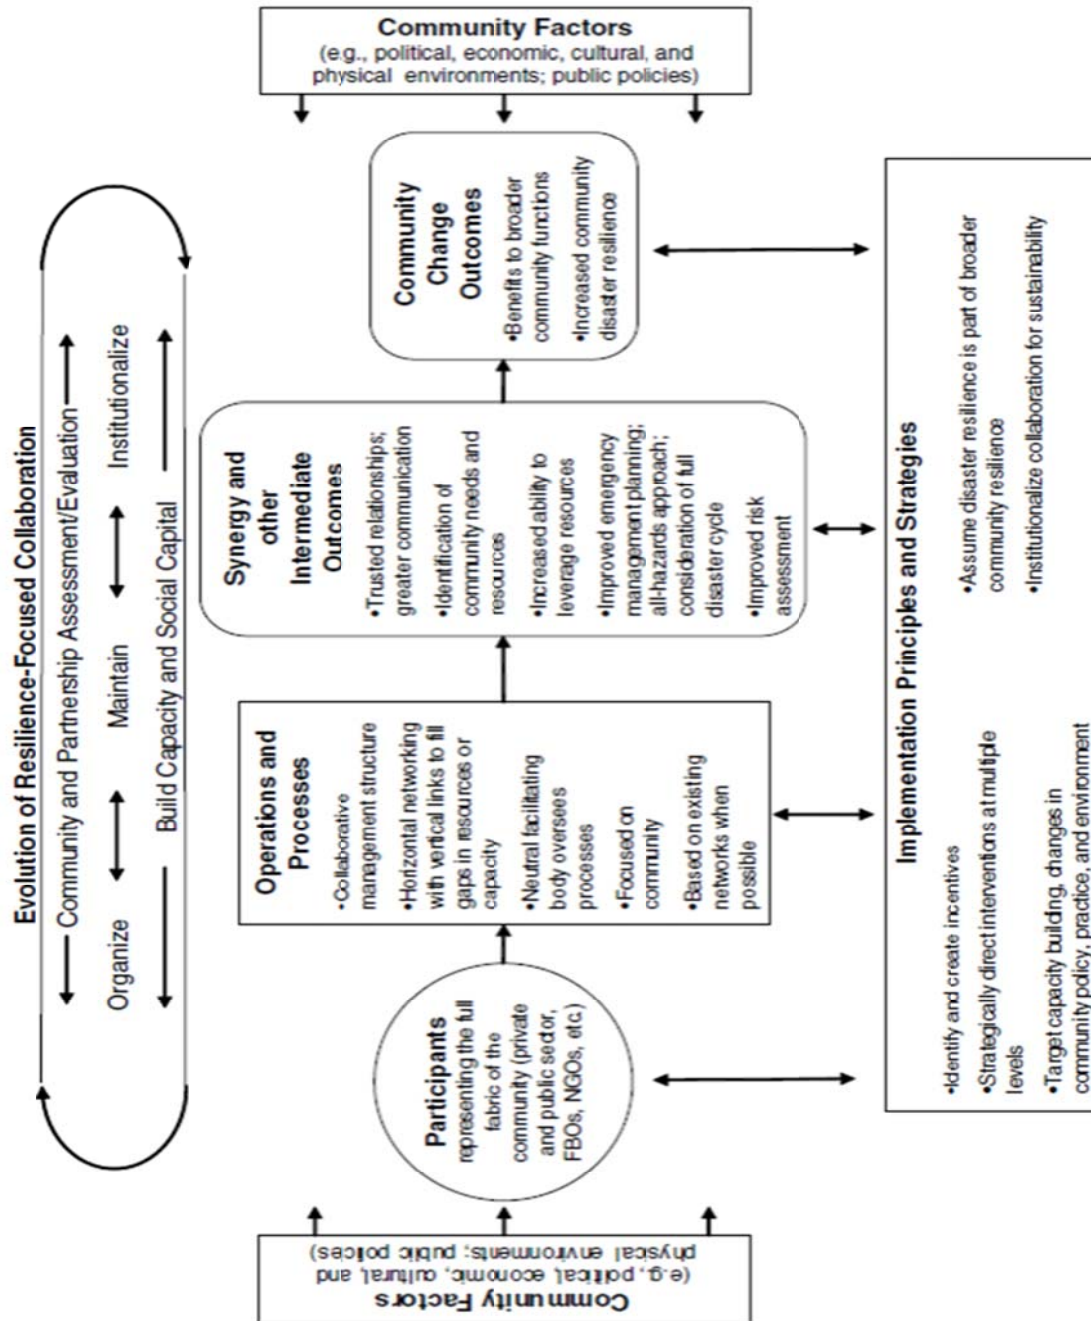 Evolution of Resilience-Focused Collaboration
Community and Partnership Assessment/Evaluation
Organize
Maintain
Institutionalize
Build Capacity and Social Capital
Community Factors
(e.g., political, economic, cultural, and
physical environments; public policies)
Participants
representing the full
fabric of the
community (private
and public sector,
FBOs, NGOs, etc.)
Operations and
Processes
•Collaborative
management structure
•Horizontal networking
with vertical links to fill
gaps in resources or
capacity
•Neutral facilitating
body oversees
processes
•Focused on
community
•Based on existing
networks when
possible
Synergy and
other
Intermediate
Outcomes
•Trusted relationships;
greater communication
•Identification of
community needs and
resources
•Increased ability to
leverage resources
•Improved emergency
management planning;
all-hazards approach;
consideration of full
disaster cycle
•Improved risk
assessment
Community
Change
Outcomes
•Benefits to broader
community functions
•Increased community
disaster resilience
Community Factors
(e.g., political, economic, cultural, and
physical environments; public policies)
Implementation Principles and Strategies
•Identify and create incentives
•Strategically direct interventions at multiple
levels
•Target capacity building, changes in
community policy, practice, and environment
•Assume disaster resilience is part of broader
community resilience
•Institutionalize collaboration for sustainability